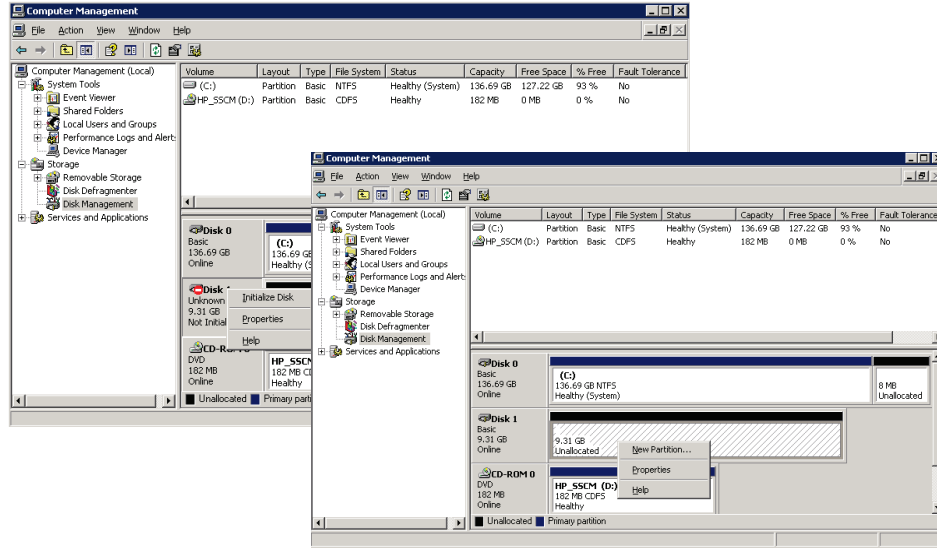 Computer Management
File Action View Window Help
Computer Management (Local)
System Tools
Event Viewer
Shared Folders
Local Users and Groups
Performance Logs and Alert
Device Manager
Storage
Removable Storage
Disk Defragmenter
Disk Management
Services and Applications
Volume Layout Type File System Status Capacity Free Space % Free Fault Tolerance
(C:) Partition Basic NTFS Healthy (System) 136.69 GB 127.22 GB 93 % No
HP_SSCM (D:) Partition Basic CDFS Healthy 182 MB 0 MB 0 % No
Disk 0
Basic
136.69 GB
Online
(C:)
136.69 GB
Healthy (S
Disk
Unknown
9.31 GB
Not Initial
Initialize Disk
Properties
Help
CD-ROM 0
DVD
182 MB
Online
HP_SSCM
182 MB CD
Healthy
Unallocated Primary parti
Computer Management
File Action View Window Help
Computer Management (Local)
System Tools
Event Viewer
Shared Folders
Local Users and Groups
Performance Logs and Alert
Device Manager
Storage
Removable Storage
Disk Defragmenter
Disk Management
Services and Applications
Volume Layout Type File System Status Capacity Free Space % Free Fault Tolerance
(C:) Partition Basic NTFS Healthy (System) 136.69 GB 127.22 GB 93 % No
HP_SSCM (D:) Partition Basic CDFS Healthy 182 MB 0 MB 0 % No
Disk 0
Basic
136.69 GB
Online
(C:)
136.69 GB NTFS
Healthy (System)
8 MB
Unallocated
Disk 1
Basic
9.31 GB
Online
9.31 GB
Unallocated
New Partition...
Properties
Help
CD-ROM 0
DVD
182 MB
Online
HP_SSCM (D:)
182 MB CDFS
Healthy
Unallocated Primary partition